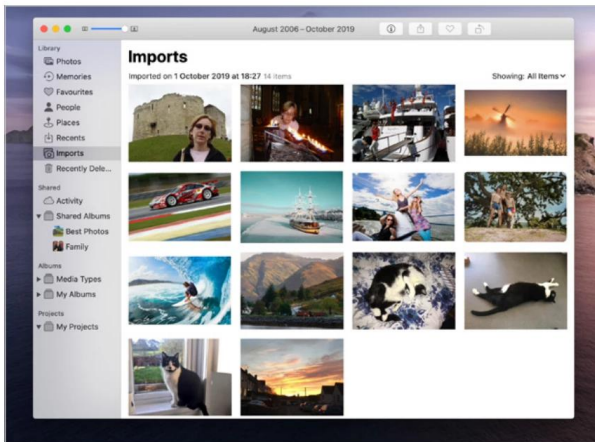 August 2006 – October 2019
Library
Photos
Memories
Favourites
People
Places
Recents
Imports
Recently Dele...
Shared
Activity
Shared Albums
Best Photos
Family
Albums
Media Types
My Albums
Projects
My Projects
Imports
Imported on 1 October 2019 at 18:27 14 items
Showing: All Items